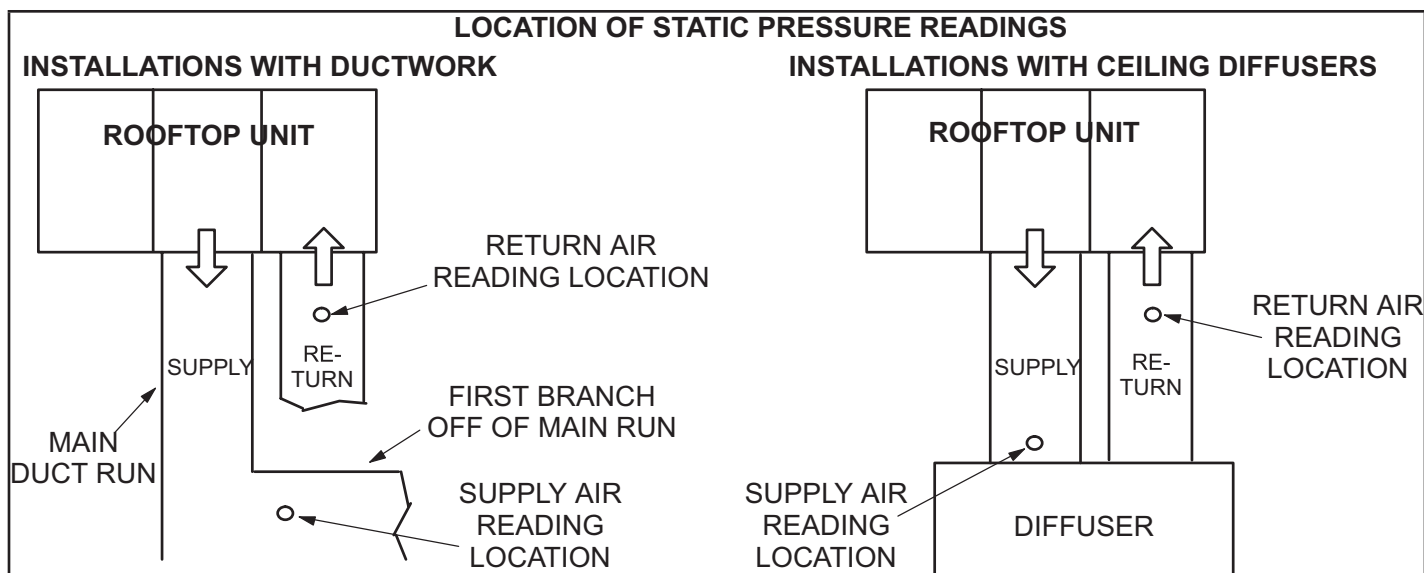 LOCATION OF STATIC PRESSURE READINGS
INSTALLATIONS WITH DUCTWORK
ROOFTOP UNIT
RETURN AIR
READING LOCATION
SUPPLY
RE-
TURN
FIRST BRANCH
OFF OF MAIN RUN
MAIN
DUCT RUN
SUPPLY AIR
READING
LOCATION
INSTALLATIONS WITH CEILING DIFFUSERS
ROOFTOP UNIT
RETURN AIR
READING
LOCATION
SUPPLY
RE-
TURN
SUPPLY AIR
READING
LOCATION
DIFFUSER